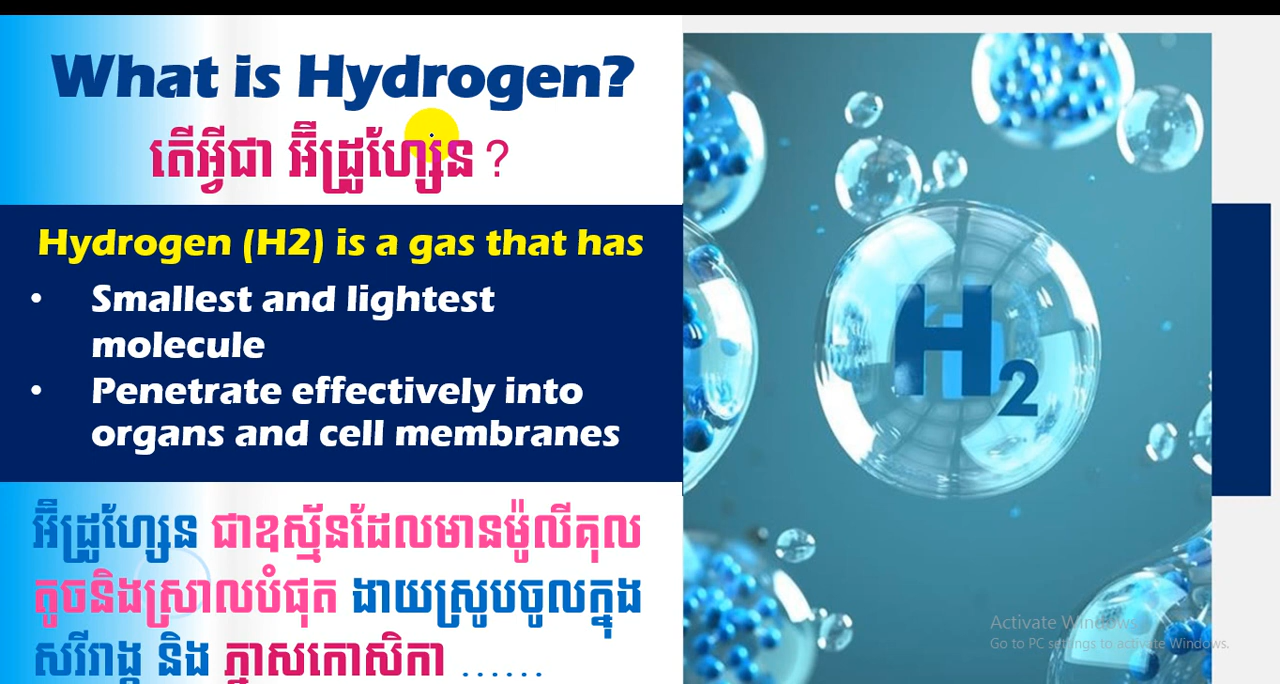 What is Hydrogen?
តើអ្វីជា អ៊ីដ្រូហ្សែន ?
Hydrogen (H2) is a gas that has
• Smallest and lightest
molecule
• Penetrate effectively into
organs and cell membranes
អ៊ីដ្រូហ្សែន ជាឧស្ម័នដែលមានម៉ូលីគុល
តូចនិងស្រាលបំផុត ងាយស្រូបចូលក្នុង
សរីរាង្គ និង ភ្នាសកោសិកា ......
H2
Activate Windows
Go to PC settings to activate Windows.